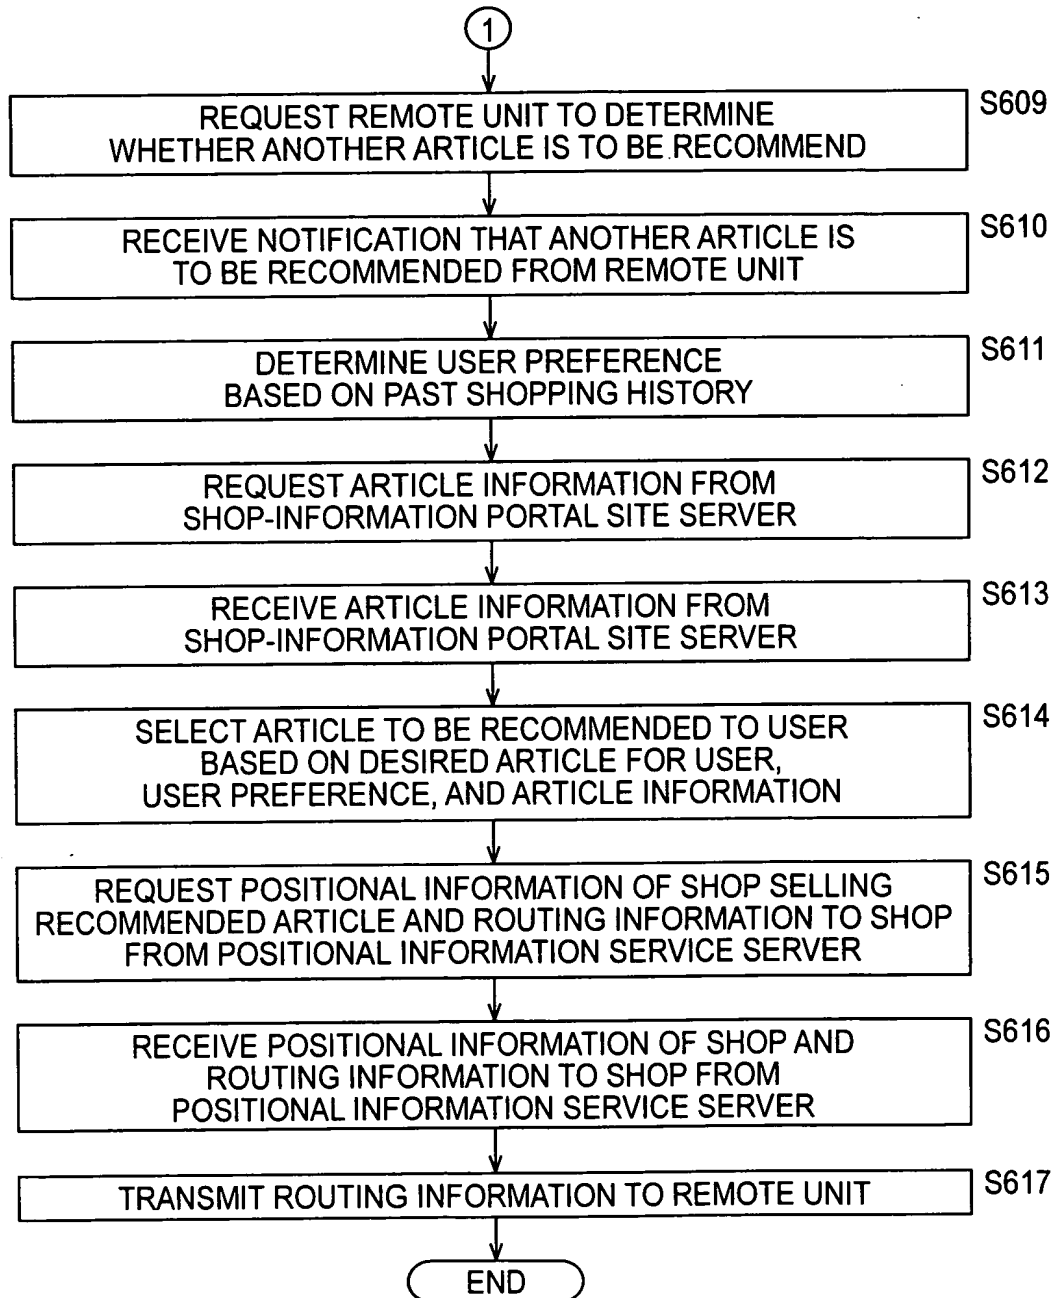 1
REQUEST REMOTE UNIT TO DETERMINE
WHETHER ANOTHER ARTICLE IS TO BE RECOMMEND
S609
RECEIVE NOTIFICATION THAT ANOTHER ARTICLE IS
TO BE RECOMMENDED FROM REMOTE UNIT
S610
DETERMINE USER PREFERENCE
BASED ON PAST SHOPPING HISTORY
S611
REQUEST ARTICLE INFORMATION FROM
SHOP-INFORMATION PORTAL SITE SERVER
S612
RECEIVE ARTICLE INFORMATION FROM
SHOP-INFORMATION PORTAL SITE SERVER
S613
SELECT ARTICLE TO BE RECOMMENDED TO USER
BASED ON DESIRED ARTICLE FOR USER,
USER PREFERENCE, AND ARTICLE INFORMATION
S614
REQUEST POSITIONAL INFORMATION OF SHOP SELLING
RECOMMENDED ARTICLE AND ROUTING INFORMATION TO SHOP
FROM POSITIONAL INFORMATION SERVICE SERVER
S615
RECEIVE POSITIONAL INFORMATION OF SHOP AND
ROUTING INFORMATION TO SHOP FROM
POSITIONAL INFORMATION SERVICE SERVER
S616
TRANSMIT ROUTING INFORMATION TO REMOTE UNIT
S617
END